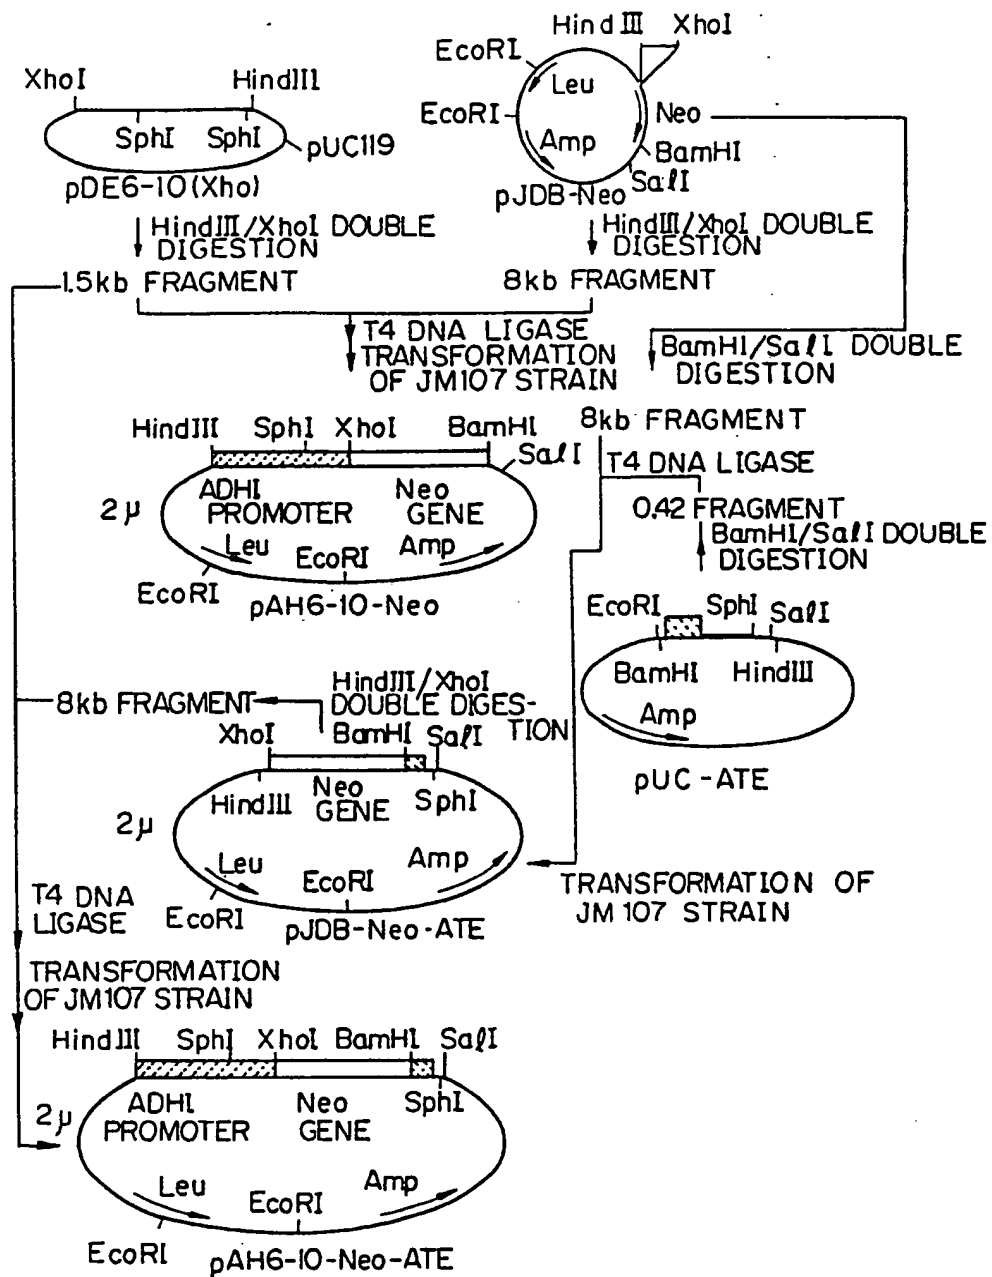 XhoI
HindIII
SphI
SphI
pUC119
pDE6-10(Xho)
HindIII/XhoI DOUBLE
DIGESTION
1.5kb FRAGMENT
HindIII
XhoI
EcoRI
Leu
EcoRI
Neo
Amp
BamHI
SalI
pJDB-Neo
HindIII/XhoI DOUBLE
DIGESTION
8kb FRAGMENT
T4 DNA LIGASE
TRANSFORMATION
OF JM107 STRAIN
BamHI/SalI DOUBLE
DIGESTION
8kb FRAGMENT
T4 DNA LIGASE
0.42 FRAGMENT
BamHI/SalI DOUBLE
DIGESTION
HindIII
SphI
XhoI
BamHI
SalI
2μ
ADHI
PROMOTER
Neo
GENE
Leu
EcoRI
Amp
EcoRI
pAH6-10-Neo
EcoRI
SphI
SalI
BamHI
HindIII
Amp
pUC-ATE
8kb FRAGMENT
HindIII/XhoI
DOUBLE DIGES-
TION
XhoI
BamHI
SalI
HindIII
Neo
GENE
SphI
2μ
Leu
Amp
EcoRI
EcoRI
pJDB-Neo-ATE
TRANSFORMATION OF
JM107 STRAIN
T4 DNA
LIGASE
TRANSFORMATION
OF JM107 STRAIN
HindIII
SphI
XhoI
BamHI
SalI
2μ
ADHI
PROMOTER
Neo
GENE
SphI
Leu
EcoRI
Amp
EcoRI
pAH6-10-Neo-ATE